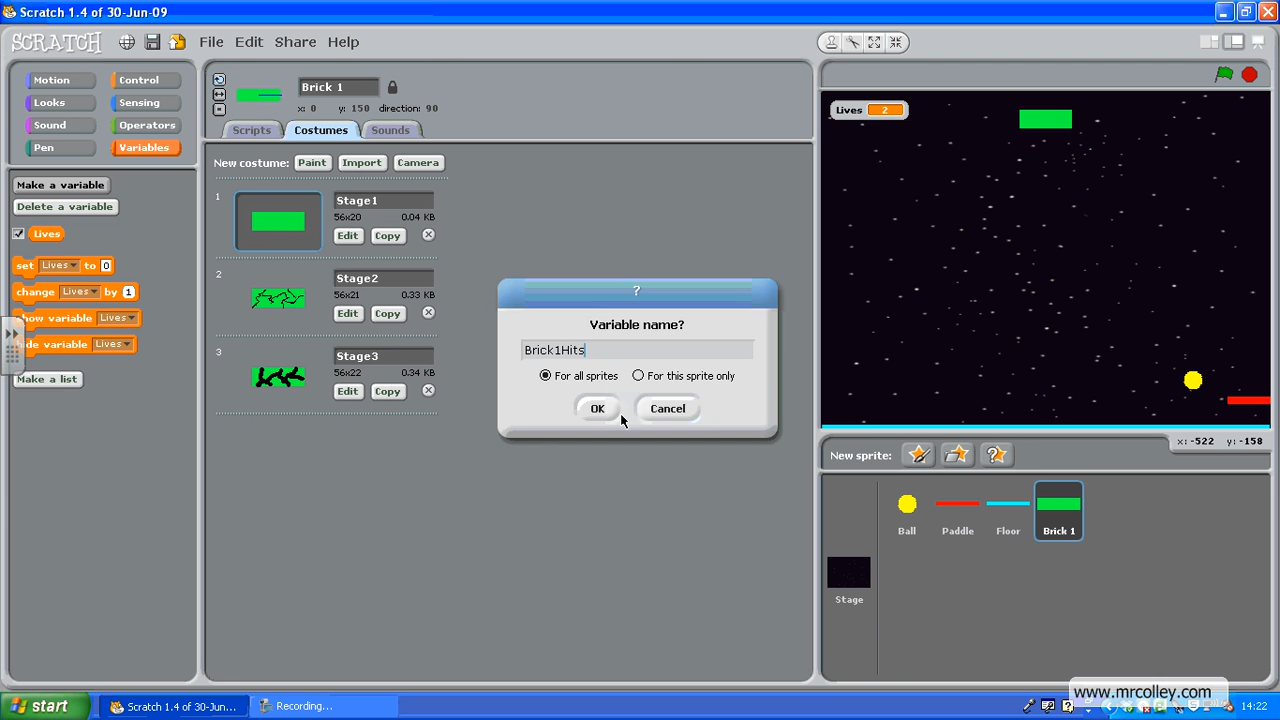 Scratch 1.4 of 30-Jun-09
SCRATCH
File Edit Share Help
Motion Control
Looks Sensing
Sound Operators
Pen Variables
Make a variable
Delete a variable
Lives
set Lives to 0
change Lives by 1
how variable Lives
ide variable Lives
Make a list
Brick 1
x: 0 y: 150 direction: 90
Scripts Costumes Sounds
New costume: Paint Import Camera
1 Stage1
56x20 0.04 KB
Edit Copy
2 Stage2
56x21 0.33 KB
Edit Copy
3 Stage3
56x22 0.34 KB
Edit Copy
?
Variable name?
Brick1Hits
For all sprites For this sprite only
OK Cancel
Lives 2
x: -522 y: -158
New sprite:
Ball Paddle Floor Brick 1
Stage
www.mrcolley.com
start Scratch 1.4 of 30-Jun... Recording... 14:22